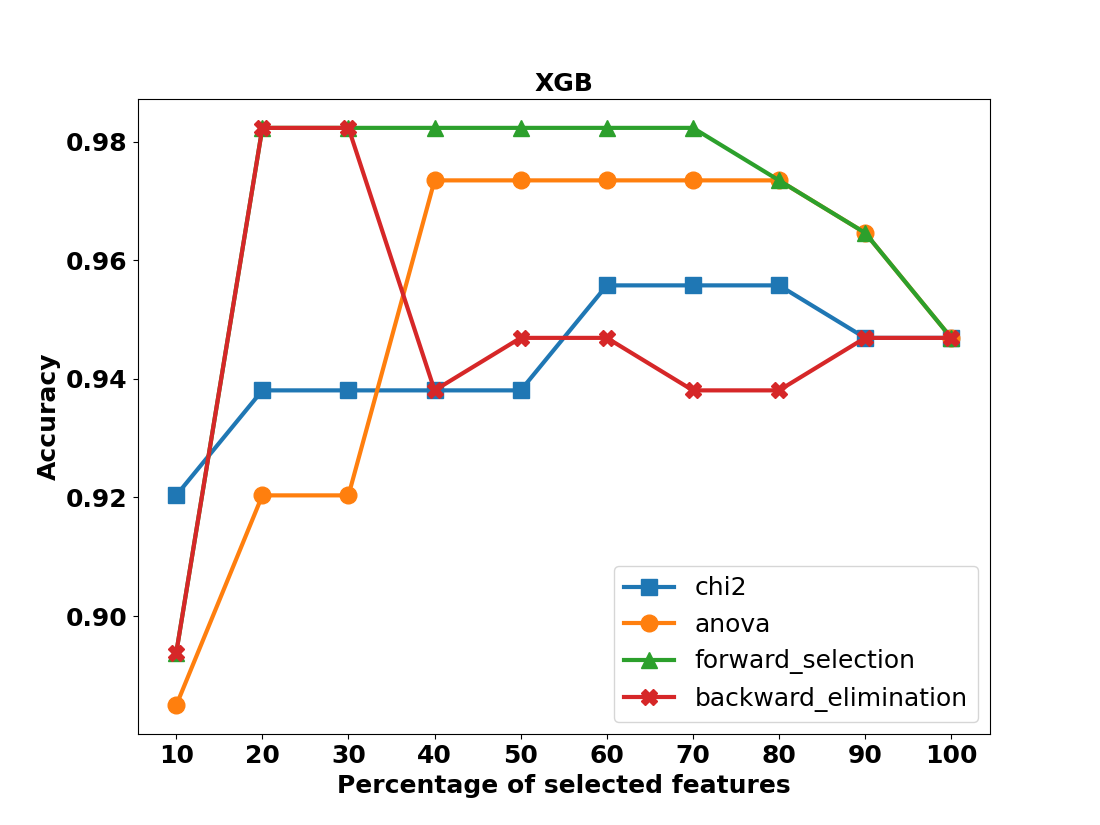 XGB
Accuracy
0.98
0.96
0.94
0.92
0.90
chi2
anova
forward_selection
backward_elimination
10 20 30 40 50 60 70 80 90 100
Percentage of selected features